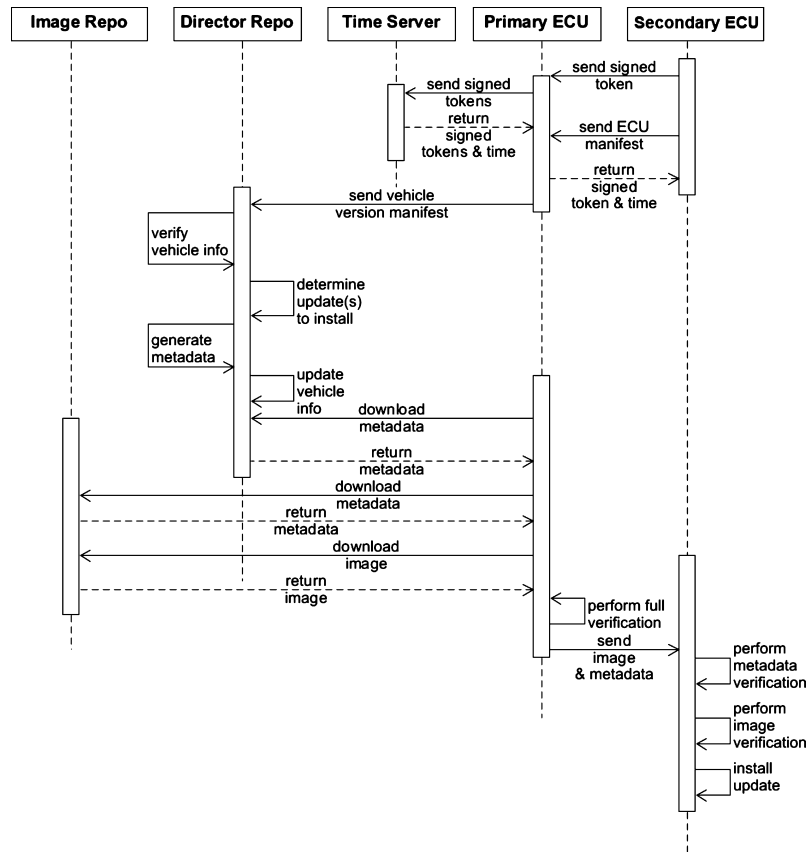 Image Repo
Director Repo
Time Server
Primary ECU
Secondary ECU
send signed
token
send signed
tokens
return
signed
tokens & time
send ECU
manifest
return
signed
token & time
send vehicle
version manifest
verify
vehicle info
determine
update(s)
to install
generate
metadata
update
vehicle
info
download
metadata
return
metadata
download
metadata
return
metadata
download
image
return
image
perform full
verification
send
image
& metadata
perform
metadata
verification
perform
image
verification
install
update